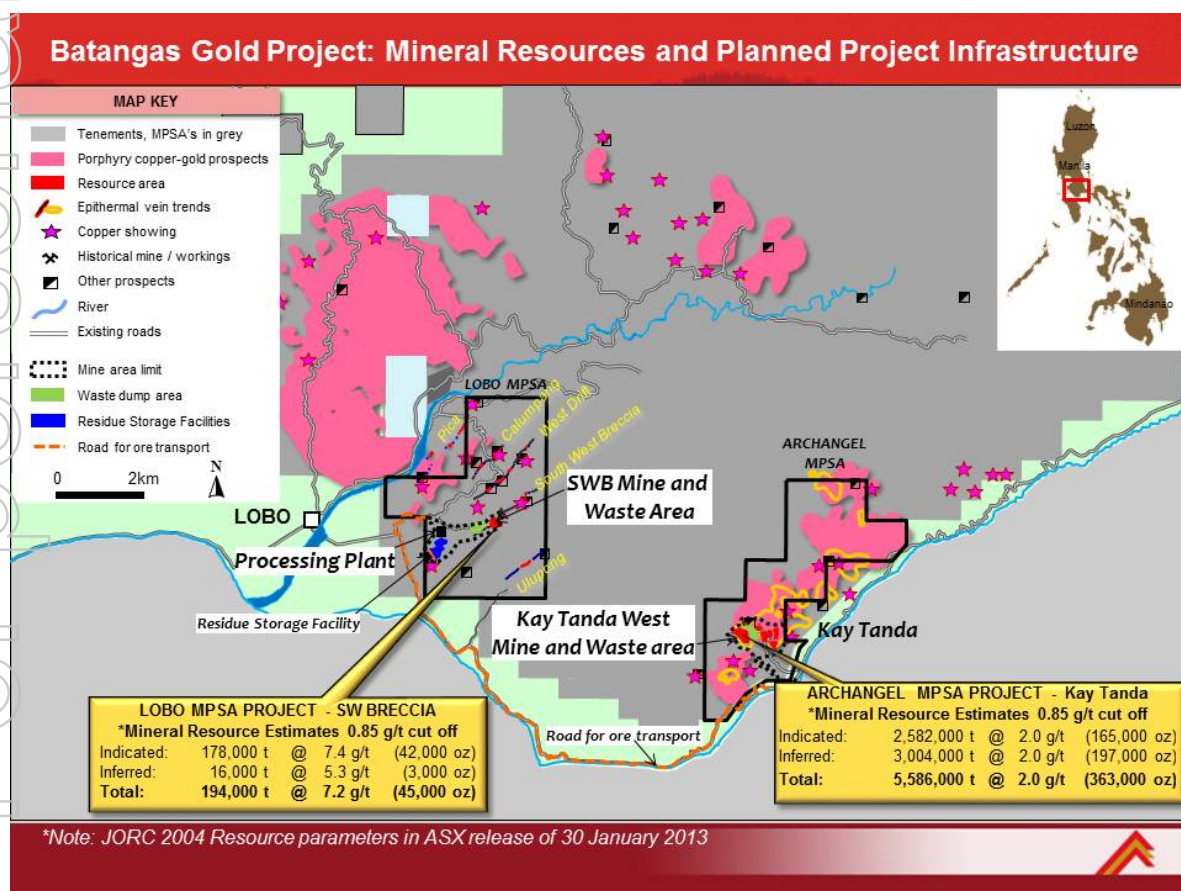 Batangas Gold Project: Mineral Resources and Planned Project Infrastructure
MAP KEY
Tenements, MPSA's in grey
Porphyry copper-gold prospects
Resource area
Epithermal vein trends
Copper showing
Historical mine / workings
Other prospects
River
Existing roads
Mine area limit
Waste dump area
Residue Storage Facilities
Road for ore transport
0 2km
N
Luzon
Manila
Mindanao
LOBO MPSA
Pica
Calumpang
West Drift
South West Breccia
Ulupong
ARCHANGEL
MPSA
SWB Mine and
Waste Area
LOBO
Processing Plant
Residue Storage Facility
Kay Tanda West
Mine and Waste area
Kay Tanda
Road for ore transport
LOBO MPSA PROJECT - SW BRECCIA
*Mineral Resource Estimates 0.85 g/t cut off
Indicated: 178,000 t @ 7.4 g/t (42,000 oz)
Inferred: 16,000 t @ 5.3 g/t (3,000 oz)
Total: 194,000 t @ 7.2 g/t (45,000 oz)
ARCHANGEL MPSA PROJECT - Kay Tanda
*Mineral Resource Estimates 0.85 g/t cut off
Indicated: 2,582,000 t @ 2.0 g/t (165,000 oz)
Inferred: 3,004,000 t @ 2.0 g/t (197,000 oz)
Total: 5,586,000 t @ 2.0 g/t (363,000 oz)
*Note: JORC 2004 Resource parameters in ASX release of 30 January 2013